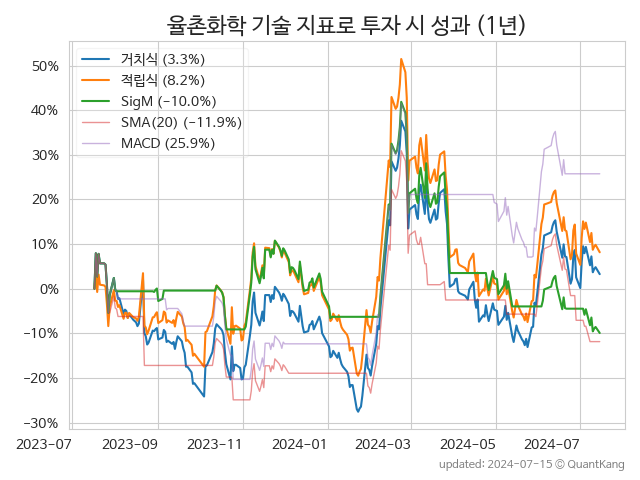 율촌화학 기술 지표로 투자 시 성과 (1년)
거치식 (3.3%)
적립식 (8.2%)
SigM (−10.0%)
SMA(20) (−11.9%)
MACD (25.9%)
50%
40%
30%
20%
10%
0%
−10%
−20%
−30%
2023-07 2023-09 2023-11 2024-01 2024-03 2024-05 2024-07
updated: 2024-07-15 © QuantKang